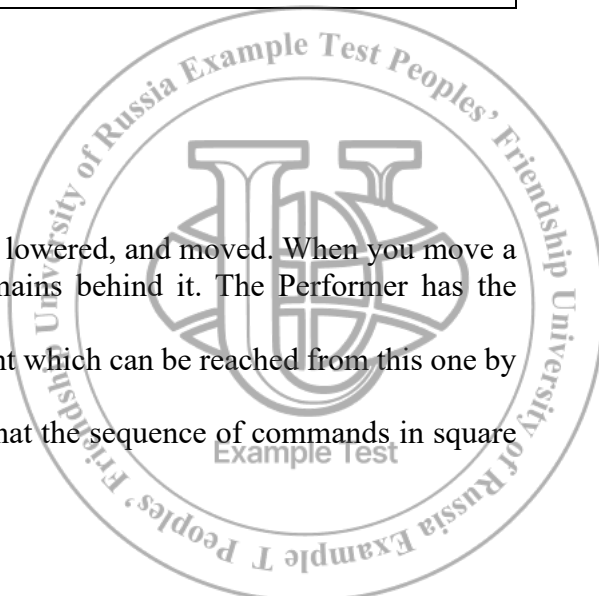 lowered, and moved. When you move a
mains behind it. The Performer has the
nt which can be reached from this one by
hat the sequence of commands in square
Example Test
Peoples' Friendship University of Russia Example Test Peoples' Friendship University of Russia Example T